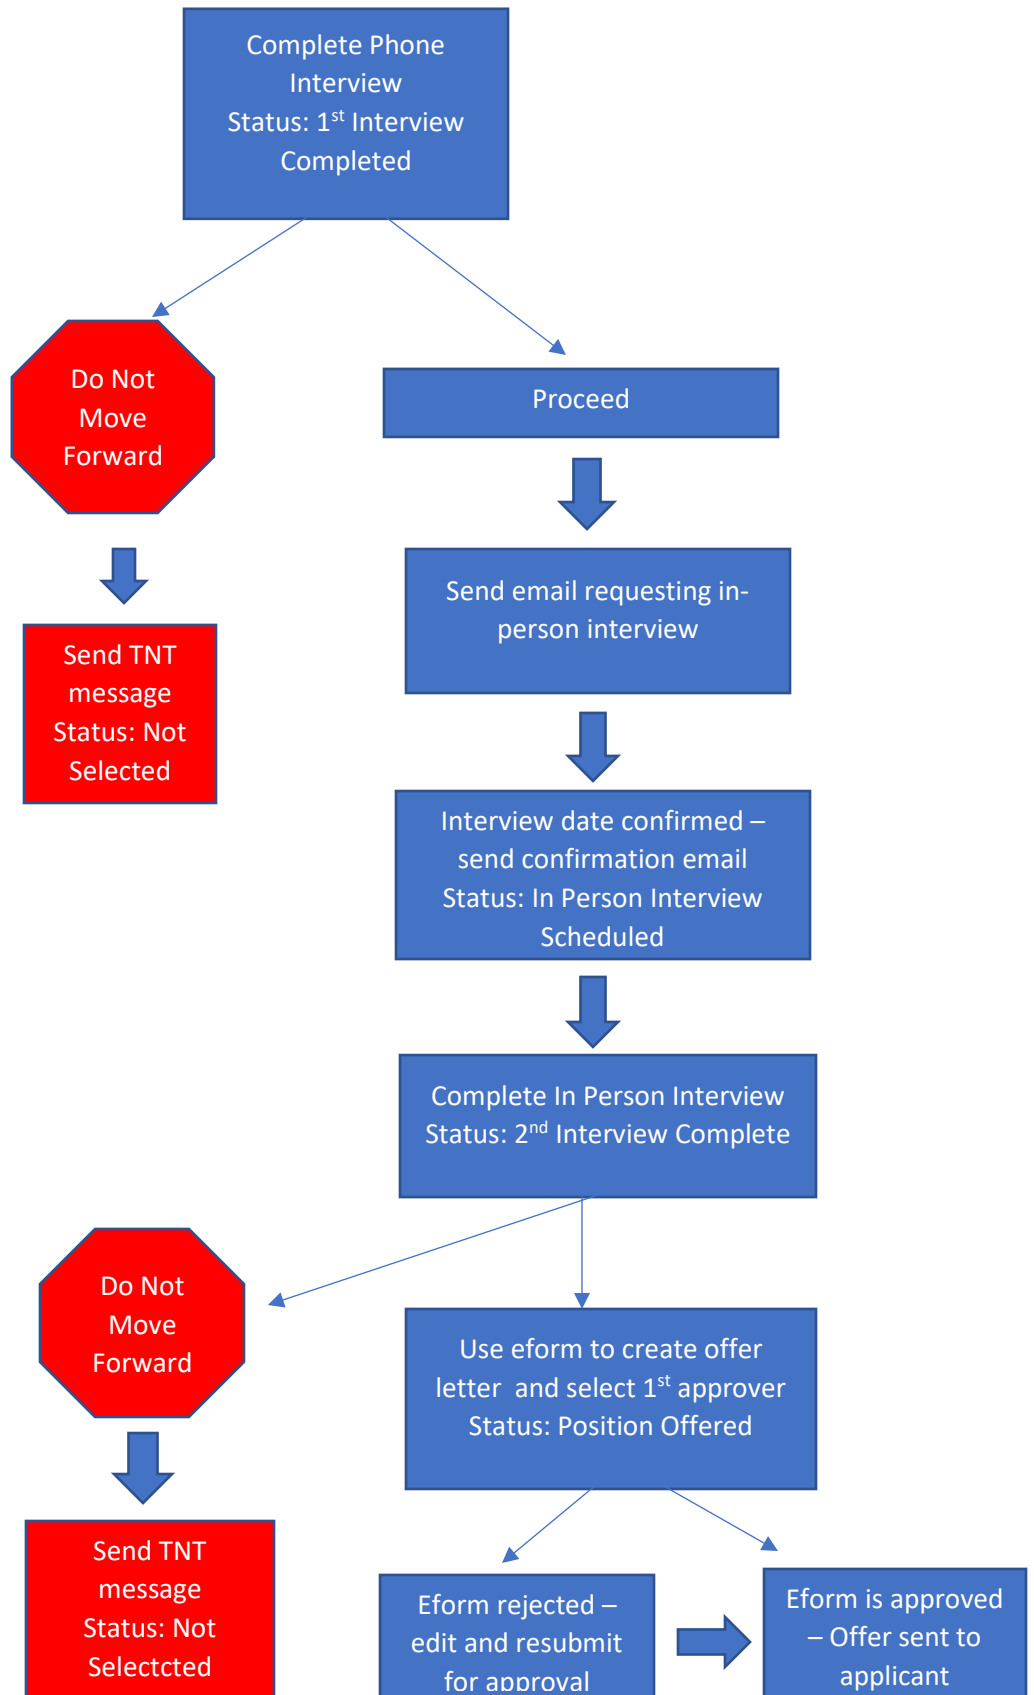 Complete Phone
Interview
Status: 1st Interview
Completed
Do Not
Move
Forward
Proceed
Send email requesting in-
person interview
Send TNT
message
Status: Not
Selected
Interview date confirmed –
send confirmation email
Status: In Person Interview
Scheduled
Complete In Person Interview
Status: 2nd Interview Complete
Do Not
Move
Forward
Use eform to create offer
letter  and select 1st approver
Status: Position Offered
Send TNT
message
Status: Not
Selectcted
Eform rejected –
edit and resubmit
for approval
Eform is approved
– Offer sent to
applicant